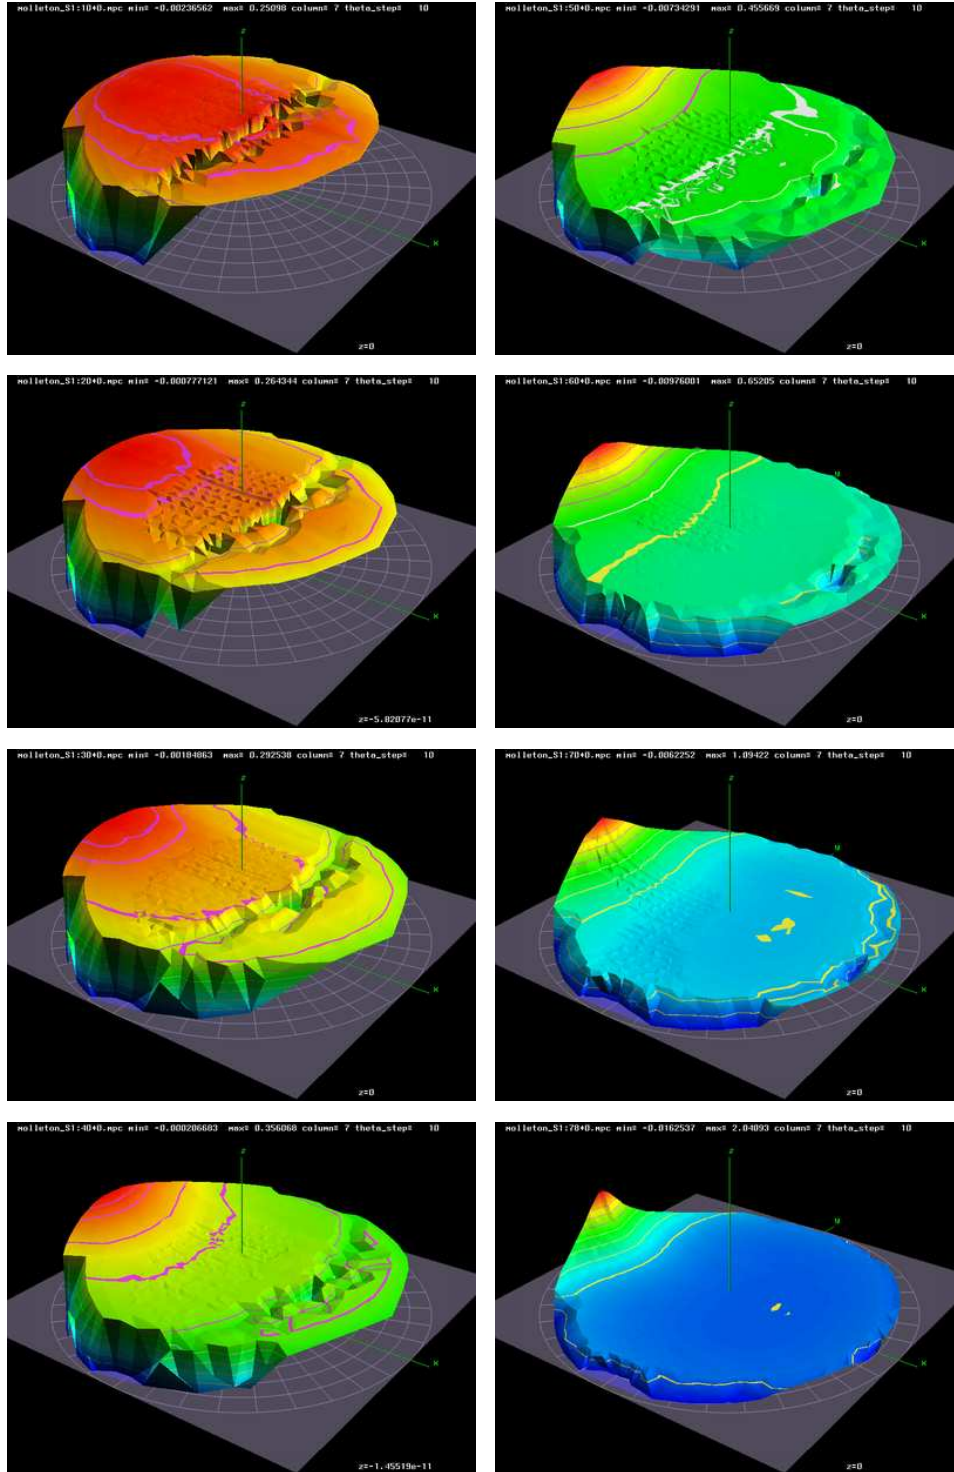 molleton_S1:10+0.mpc min= -0.00236562 max= 0.25098 column= 7 theta_step= 10
z
x
z=0
molleton_S1:50+0.mpc min= -0.00734291 max= 0.455669 column= 7 theta_step= 10
z
x
z=0
molleton_S1:20+0.mpc min= -0.000777121 max= 0.264344 column= 7 theta_step= 10
z
x
z=-5.82077e-11
molleton_S1:60+0.mpc min= -0.00976001 max= 0.65205 column= 7 theta_step= 10
z
y
x
z=0
molleton_S1:30+0.mpc min= -0.00184863 max= 0.292538 column= 7 theta_step= 10
z
x
z=0
molleton_S1:70+0.mpc min= -0.0062252 max= 1.09422 column= 7 theta_step= 10
z
y
x
z=0
molleton_S1:40+0.mpc min= -0.000206683 max= 0.356068 column= 7 theta_step= 10
z
x
z=-1.45519e-11
molleton_S1:78+0.mpc min= -0.0162537 max= 2.04093 column= 7 theta_step= 10
z
y
x
z=0